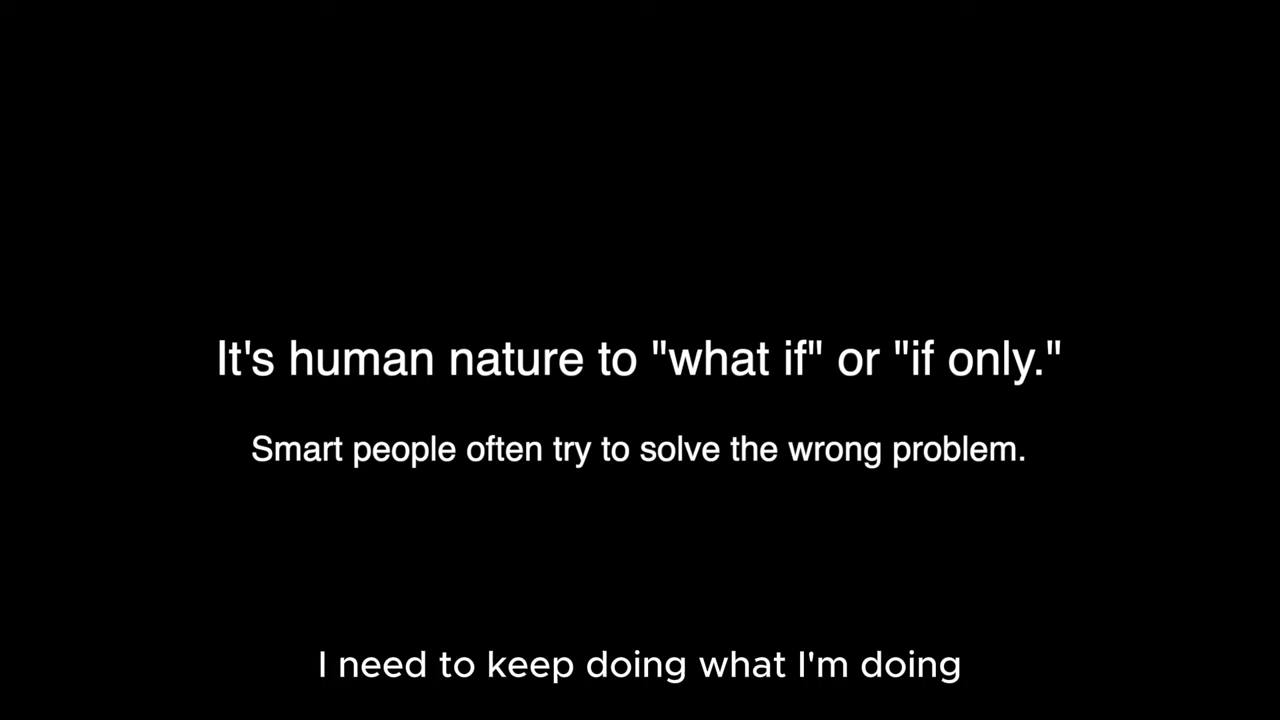 It's human nature to "what if" or "if only."
Smart people often try to solve the wrong problem.
I need to keep doing what I'm doing